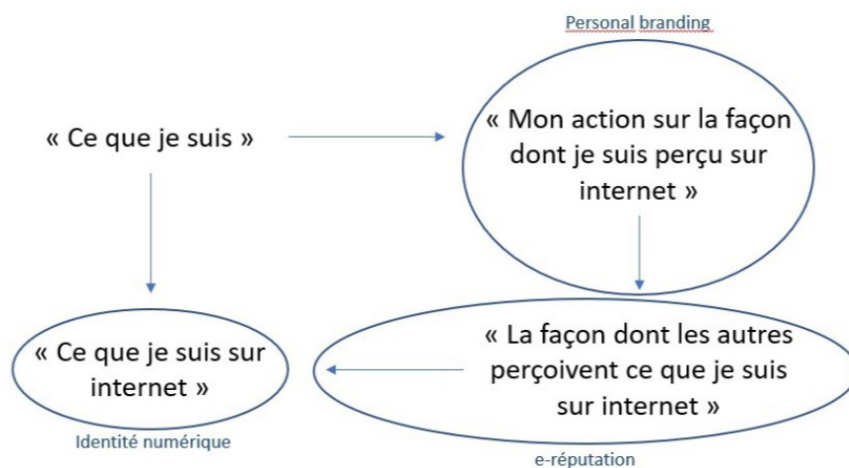 Personal branding
« Ce que je suis »
« Mon action sur la façon
dont je suis perçu sur
internet »
« Ce que je suis sur
internet »
Identité numérique
« La façon dont les autres
perçoivent ce que je suis
sur internet »
e-réputation